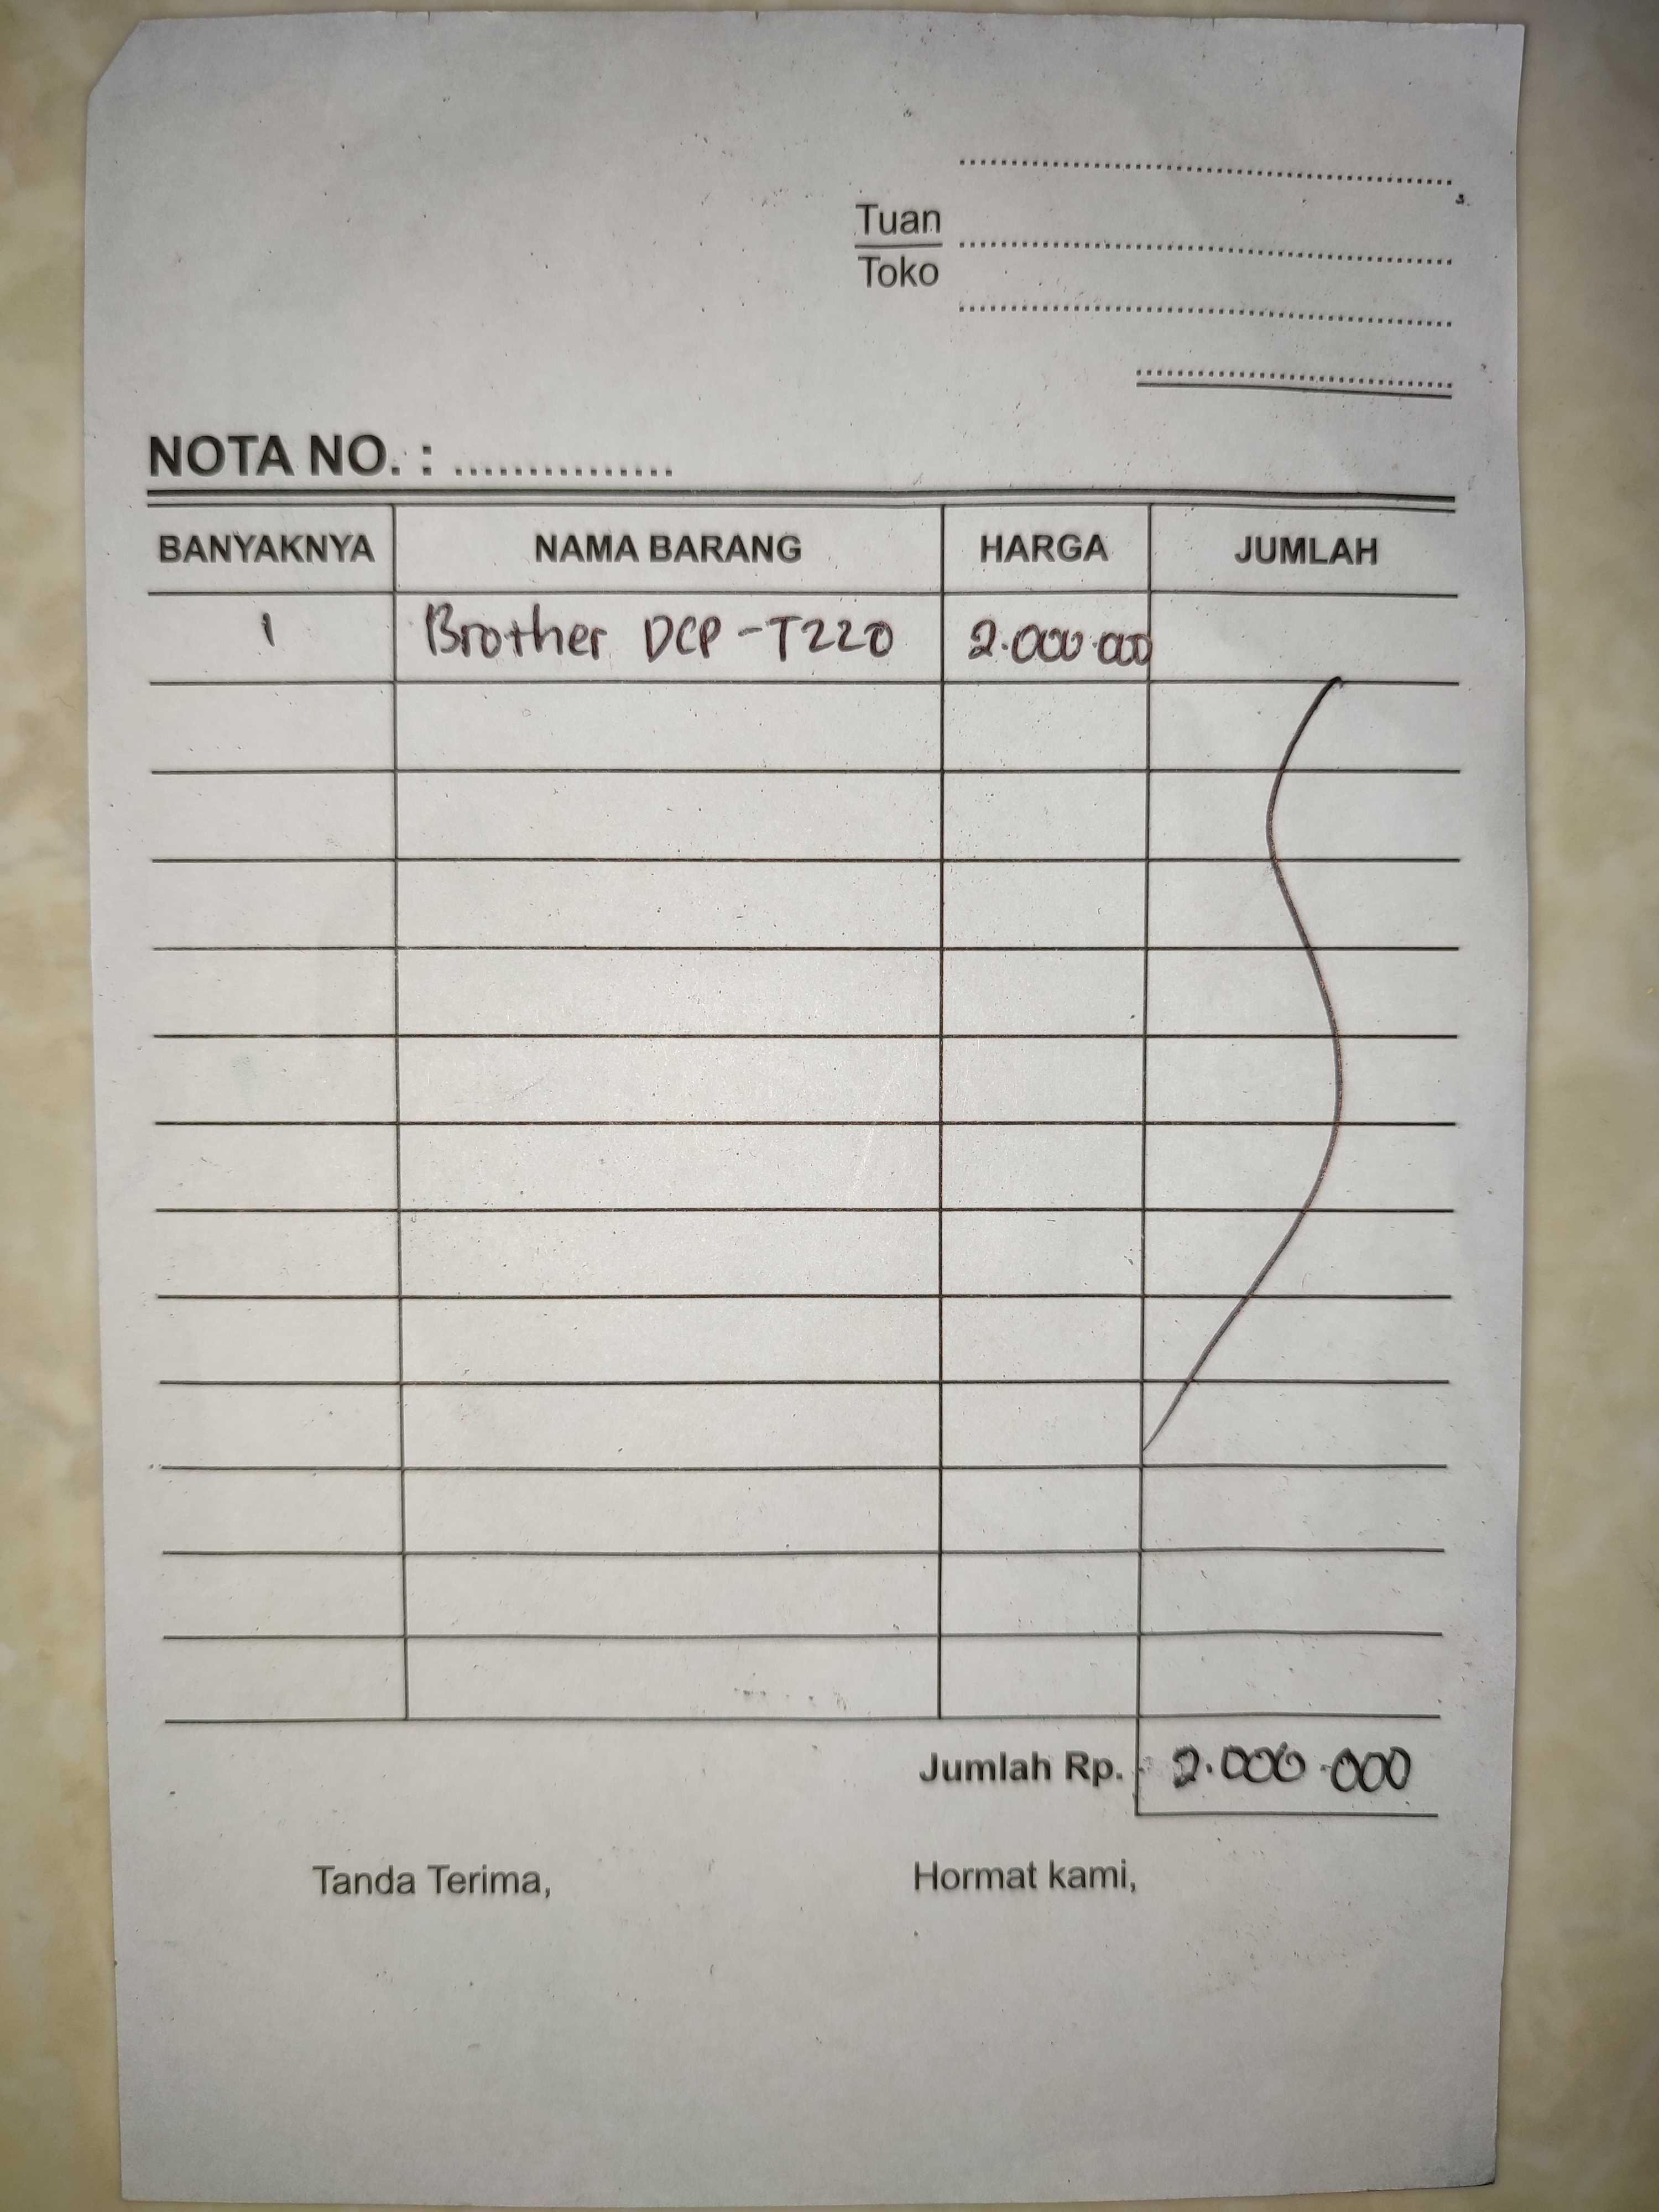 Tuan
Toko
NOTA NO. : ...............
BANYAKNYA NAMA BARANG HARGA JUMLAH
1 Brother DCP-T220 2.000.000
Jumlah Rp. 2.000.000
Tanda Terima, Hormat kami,